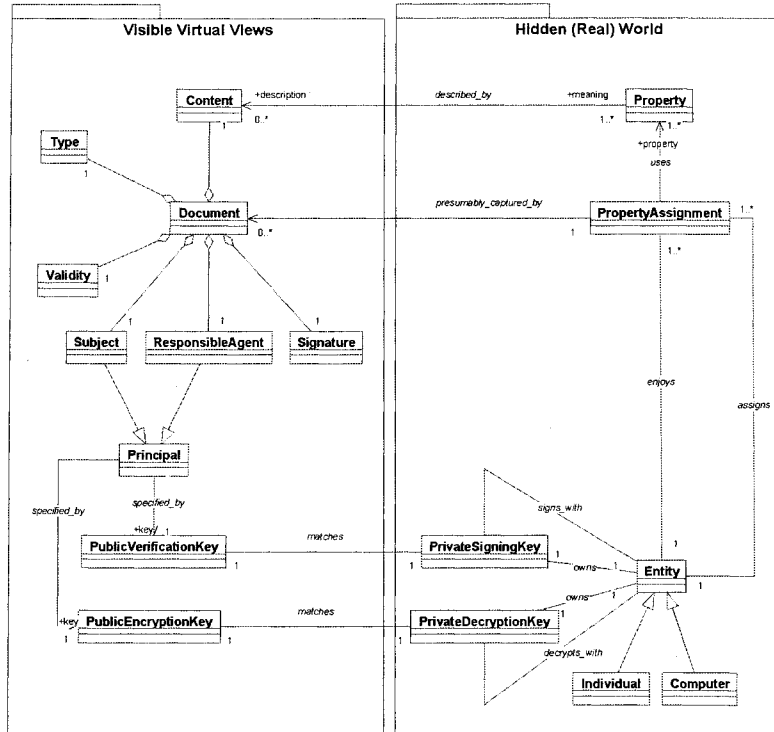 Visible Virtual Views
Hidden (Real) World
Content
+description
described_by
+meaning
Property
1
0..*
1..*
1..*
Type
+property
1
uses
Document
presumably_captured_by
PropertyAssignment
1..*
0..*
1
1..*
Validity
1
1
1
1
Subject
ResponsibleAgent
Signature
enjoys
assigns
Principal
specified_by
specified_by
signs_with
+key
1
PublicVerificationKey
matches
PrivateSigningKey
1
1
1
1
1
owns
Entity
1
owns
1
PublicEncryptionKey
matches
PrivateDecryptionKey
1
+key
1
1
1
decrypts_with
Individual
Computer